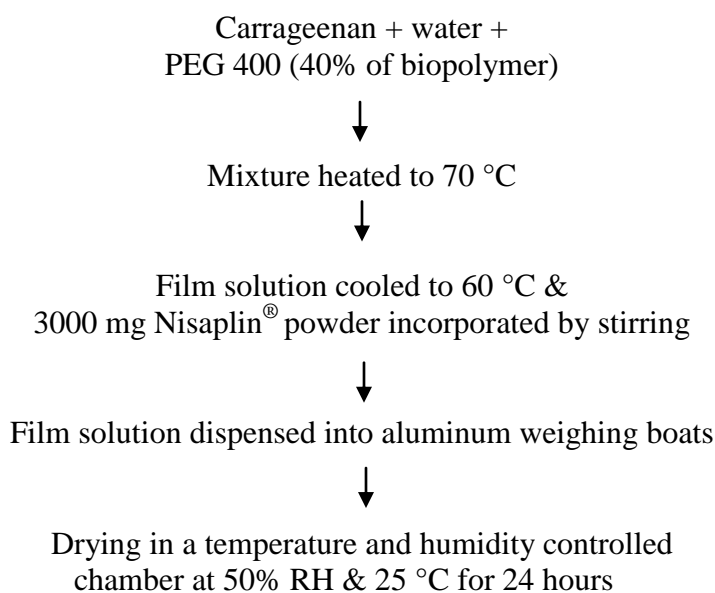 Carrageenan + water +
PEG 400 (40% of biopolymer)
Mixture heated to 70 °C
Film solution cooled to 60 °C &
3000 mg Nisaplin® powder incorporated by stirring
Film solution dispensed into aluminum weighing boats
Drying in a temperature and humidity controlled
chamber at 50% RH & 25 °C for 24 hours